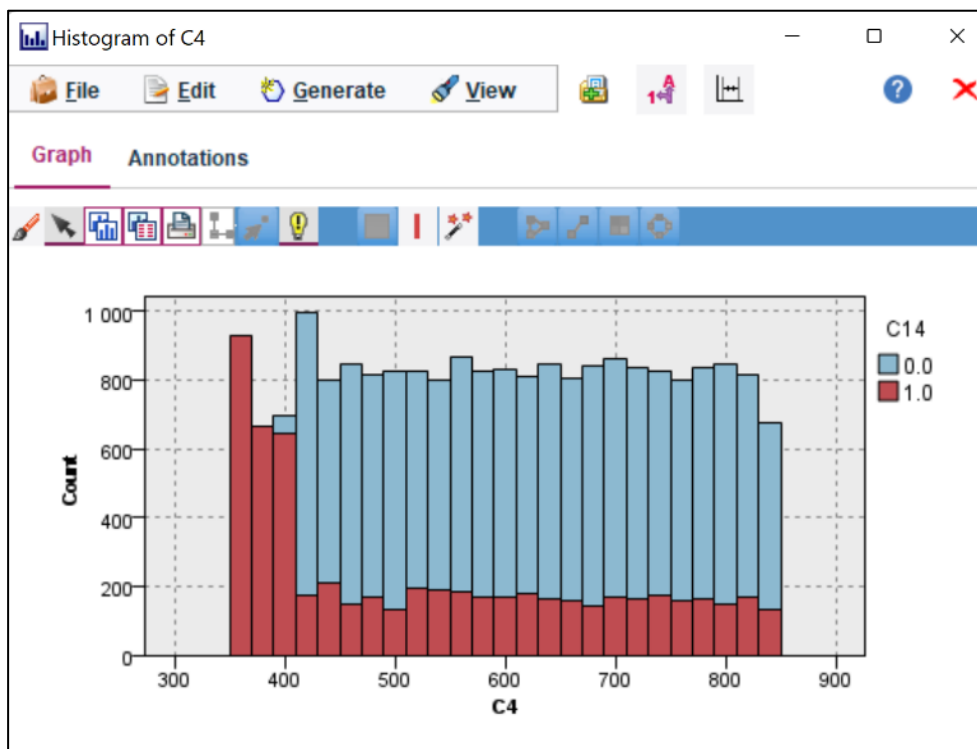 Histogram of C4
File Edit Generate View
1 A
?
Graph Annotations
C14
0.0
1.0
1 000
800
600
400
200
0
Count
300 400 500 600 700 800 900
C4